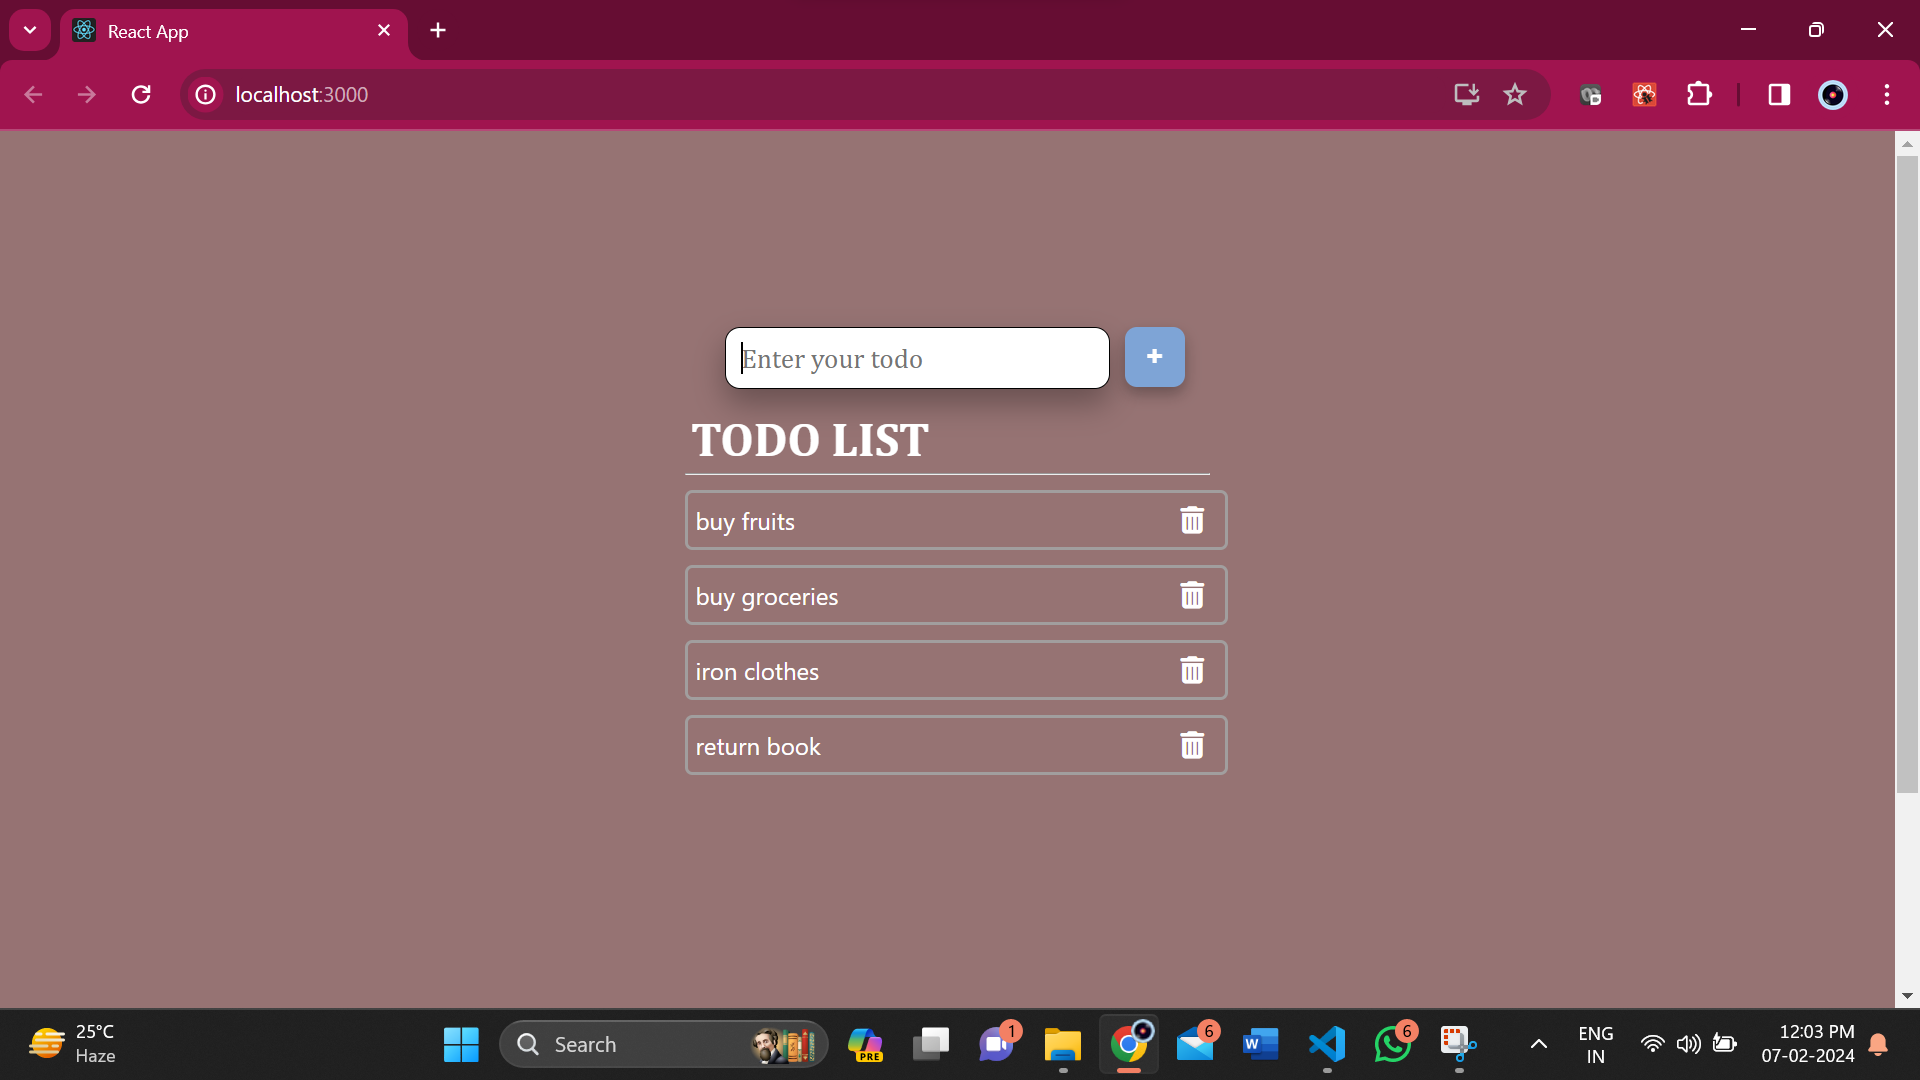 React App
localhost:3000
Enter your todo
+
TODO LIST
buy fruits
buy groceries
iron clothes
return book
25°C
Haze
Search
PRE
1
6
W
6
ENG
IN
12:03 PM
07-02-2024